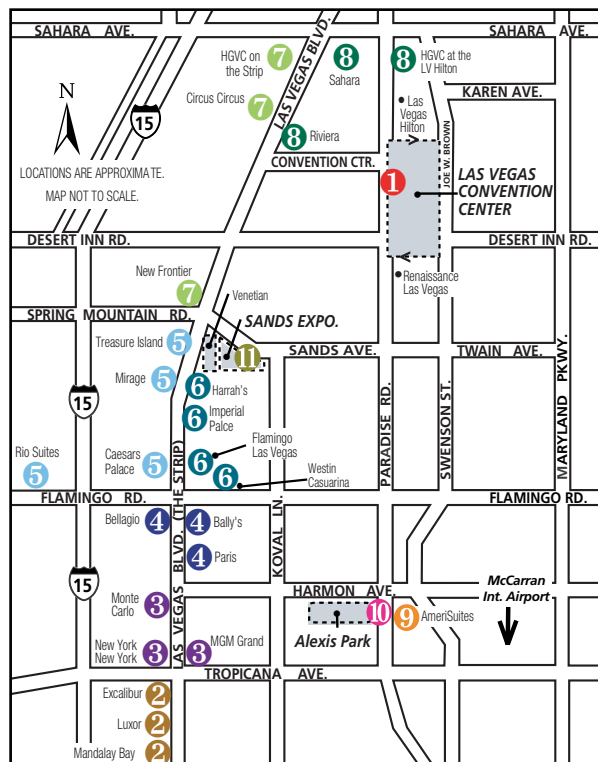 SAHARA AVE.
SAHARA AVE.
HGVC on
the Strip
7
LAS VEGAS BLVD.
8
Sahara
8
HGVC at the
LV Hilton
KAREN AVE.
N
15
Circus Circus
7
Las
Vegas
Hilton
8
Riviera
JOE W. BROWN
CONVENTION CTR.
LOCATIONS ARE APPROXIMATE.
MAP NOT TO SCALE.
1
LAS VEGAS
CONVENTION
CENTER
DESERT INN RD.
DESERT INN RD.
New Frontier
7
Renaissance
Las Vegas
Venetian
SPRING MOUNTAIN RD.
SANDS EXPO.
Treasure Island
5
11
SANDS AVE.
TWAIN AVE.
Mirage
5
6
Harrah's
15
6
Imperial
Palce
PARADISE RD.
SWENSON ST.
MARYLAND PKWY.
Rio Suites
5
Caesars
Palace
5
6
Flamingo
Las Vegas
6
Westin
Casuarina
FLAMINGO RD.
FLAMINGO RD.
LAS VEGAS BLVD. (THE STRIP)
KOVAL LN.
Bellagio
4
4
Bally's
4
Paris
15
HARMON AVE.
McCarran
Int. Airport
Monte
Carlo
3
10
9
AmeriSuites
Alexis Park
New York
New York
3
3
MGM Grand
TROPICANA AVE.
Excalibur
2
Luxor
2
Mandalay Bay
2